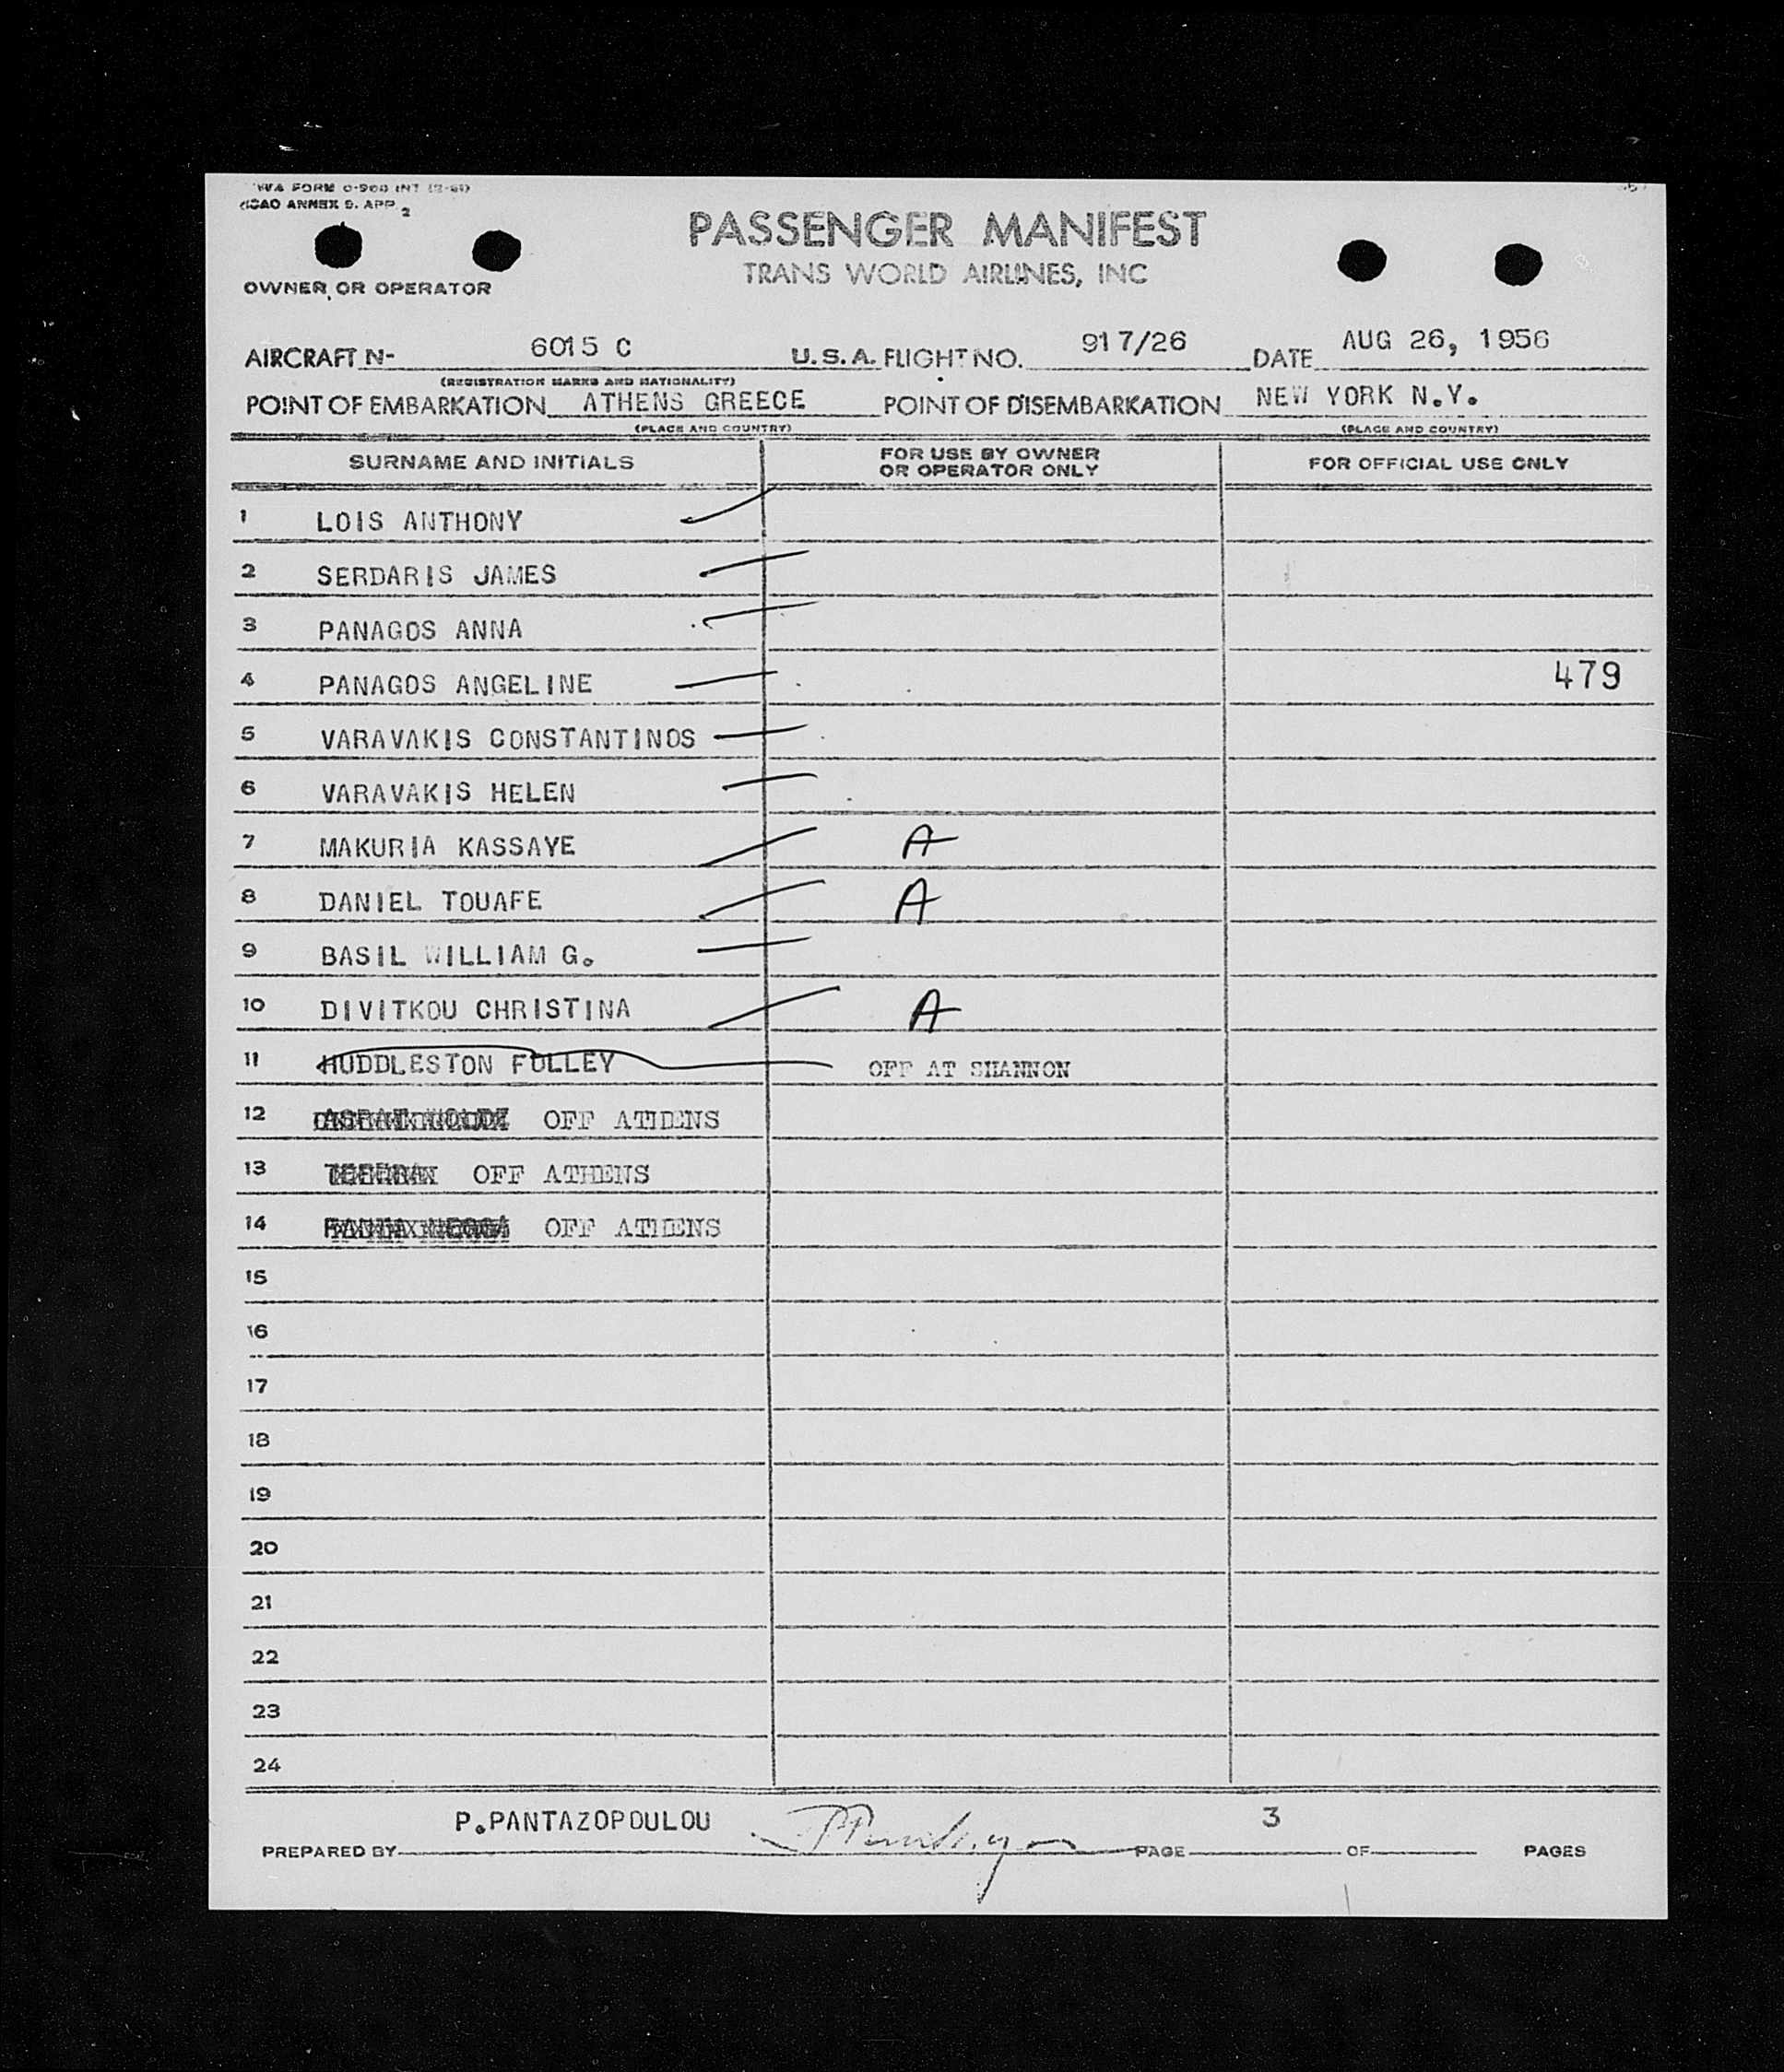 TWA FORM
ICAO ANNEX 9. APP 2
PASSENGER MANIFEST
TRANS WORLD AIRLINES, INC
OWNER OR OPERATOR
AIRCRAFT N- 6015 C U.S.A. FLIGHT NO. 917/26 DATE AUG 26, 1956
(REGISTRATION MARKS AND NATIONALITY)
POINT OF EMBARKATION ATHENS GREECE POINT OF DISEMBARKATION NEW YORK N.Y.
(PLACE AND COUNTRY) (PLACE AND COUNTRY)
SURNAME AND INITIALS FOR USE BY OWNER OR OPERATOR ONLY FOR OFFICIAL USE ONLY
1 LOIS ANTHONY
2 SERDARIS JAMES
3 PANAGOS ANNA
4 PANAGOS ANGELINE 479
5 VARAVAKIS CONSTANTINOS
6 VARAVAKIS HELEN
7 MAKURIA KASSAYE A
8 DANIEL TOUAFE A
9 BASIL WILLIAM G.
10 DIVITKOU CHRISTINA A
11 HUDDLESTON FULLEY OFF AT SHANNON
12 OFF ATHENS
13 OFF ATHENS
14 OFF ATHENS
15
16
17
18
19
20
21
22
23
24
PREPARED BY P.PANTAZOPOULOU PAGE 3 OF PAGES